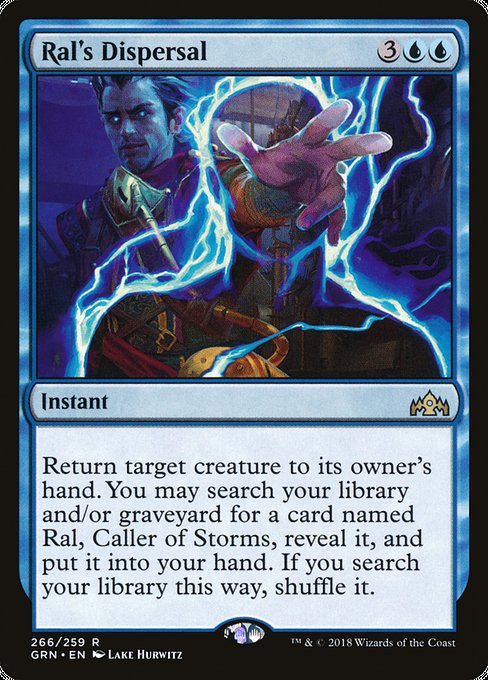 Ral's Dispersal 3
Instant
Return target creature to its owner's
hand. You may search your library
and/or graveyard for a card named
Ral, Caller of Storms, reveal it, and
put it into your hand. If you search
your library this way, shuffle it.
266/259 R
GRN • EN Lake Hurwitz
™ & © 2018 Wizards of the Coast